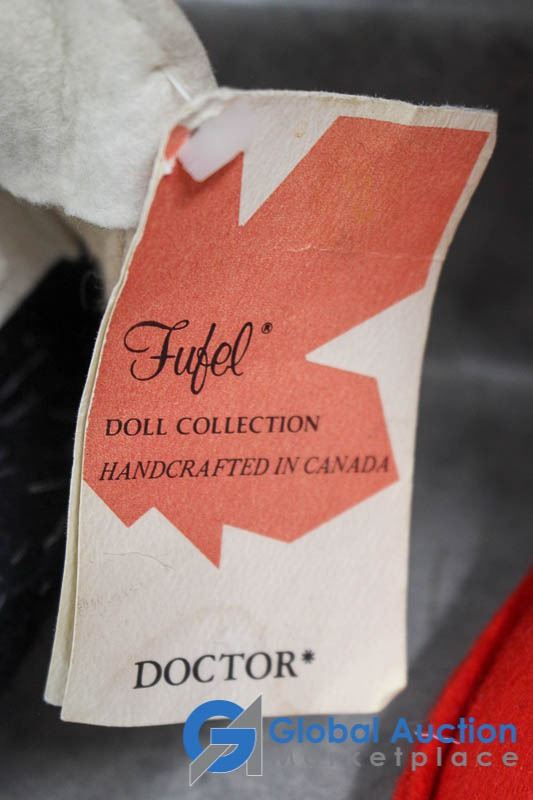 Fufel®
DOLL COLLECTION
HANDCRAFTED IN CANADA
DOCTOR*
Global Auction
Marketplace